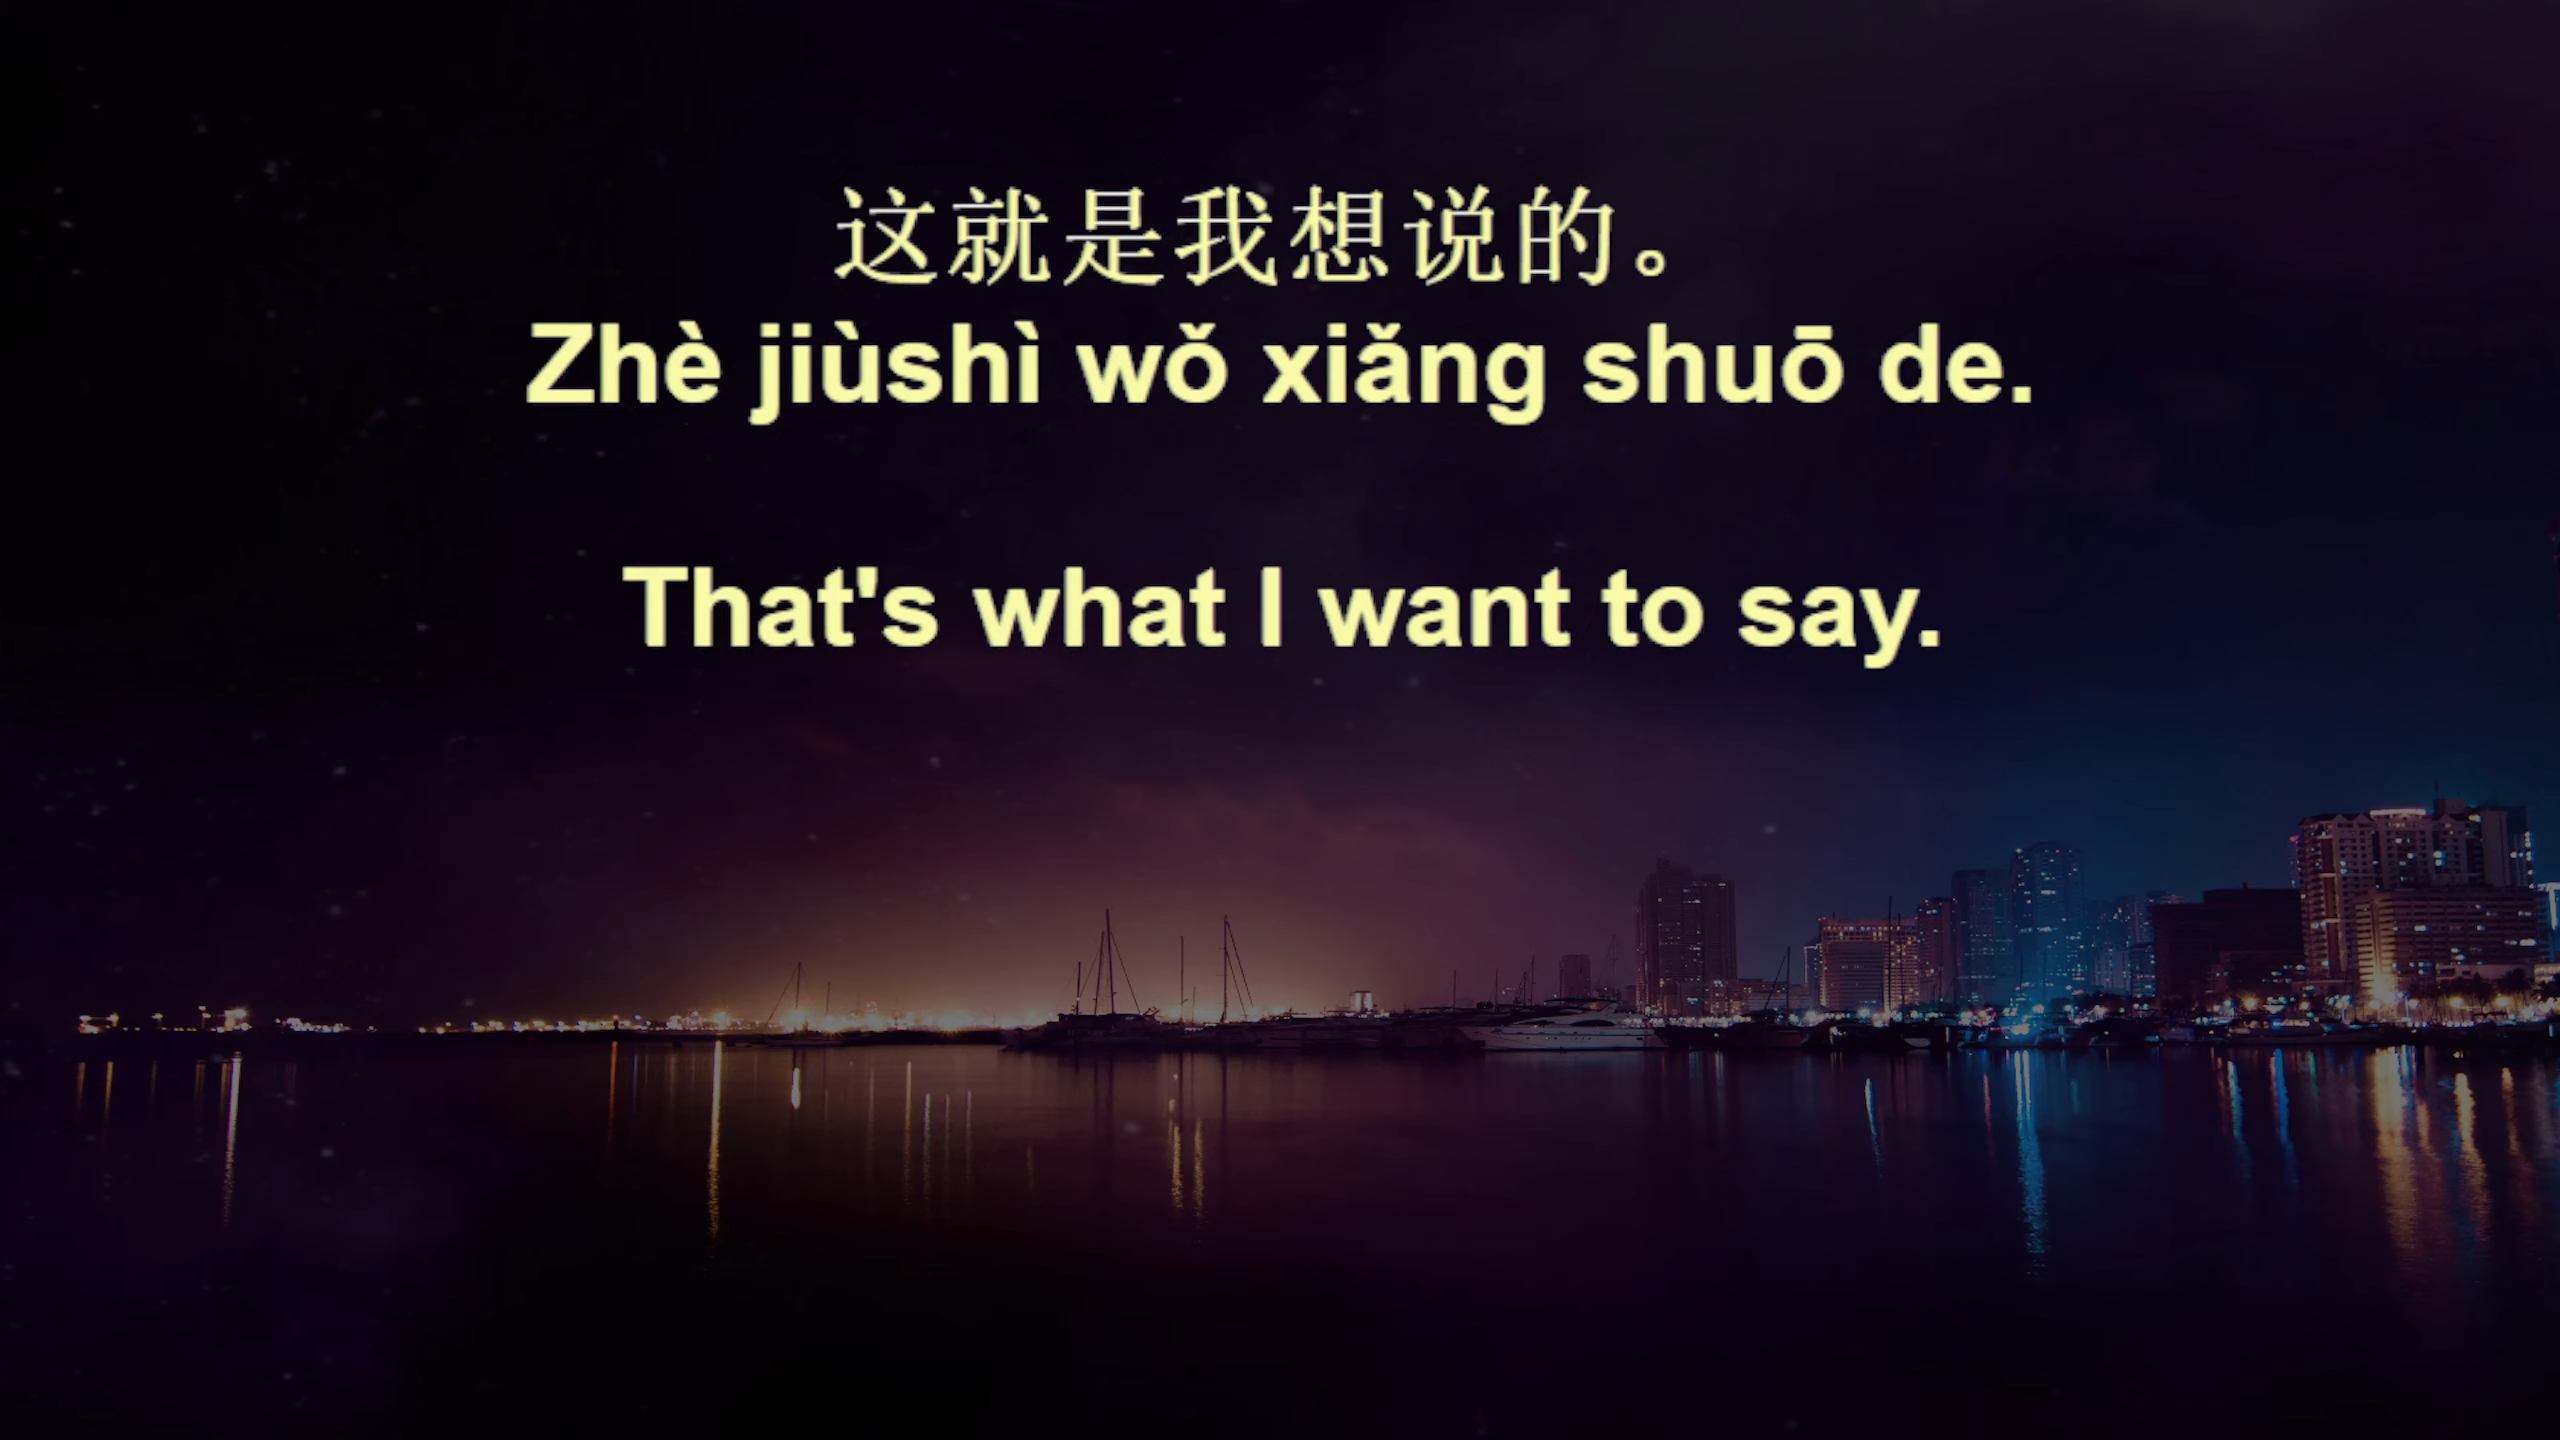 这就是我想说的。
Zhè jiùshì wǒ xiǎng shuō de.
That's what I want to say.